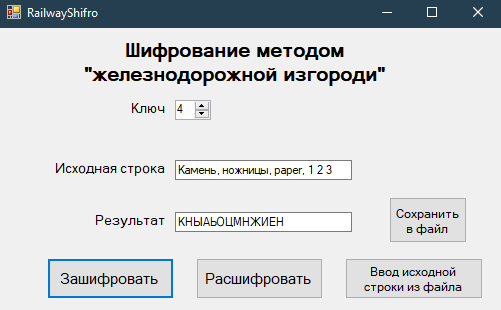 RailwayShifro
Шифрование методом
"железнодорожной изгороди"
Ключ 4
Исходная строка Камень, ножницы, paper, 1 2 3
Результат КНЫАЬОЦМНЖИЕН
Сохранить
в файл
Зашифровать Расшифровать Ввод исходной
строки из файла